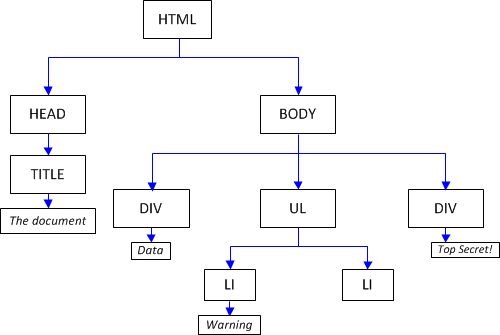 HTML
HEAD
BODY
TITLE
The document
DIV
UL
DIV
Data
Top Secret!
LI
LI
Warning